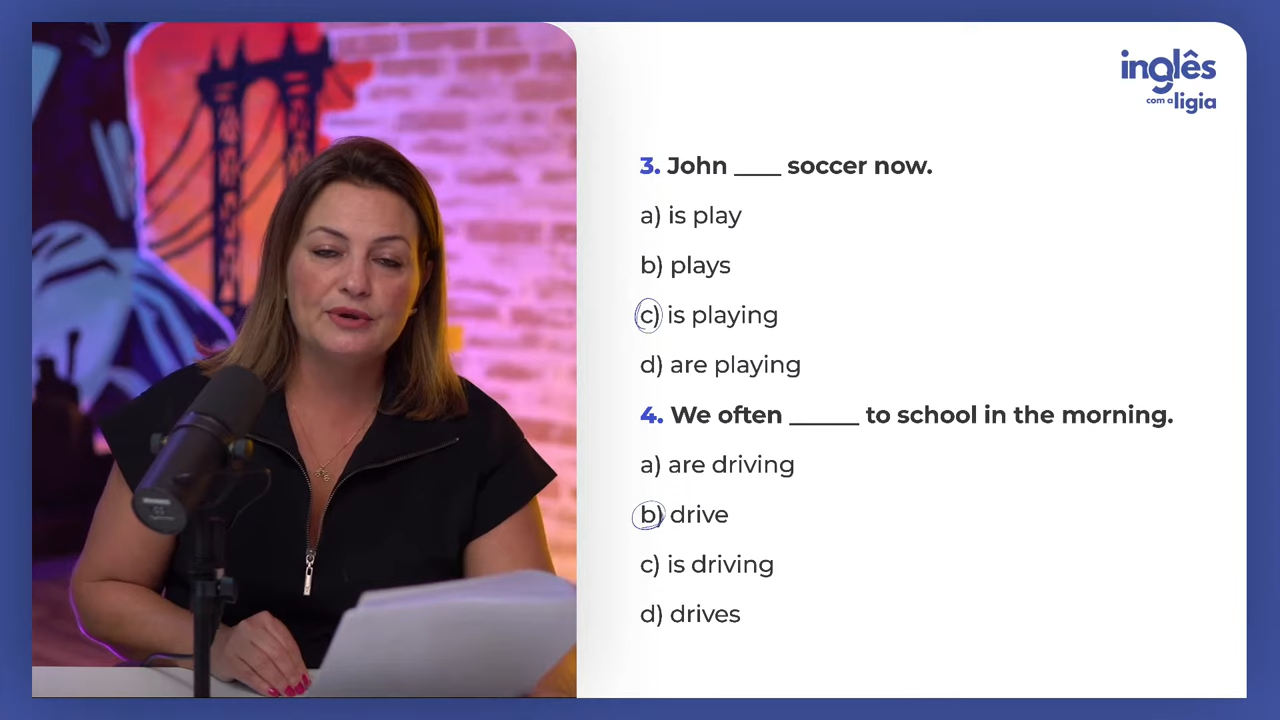 inglês
com a ligia
3. John ____ soccer now.
a) is play
b) plays
c) is playing
d) are playing
4. We often ______ to school in the morning.
a) are driving
b) drive
c) is driving
d) drives